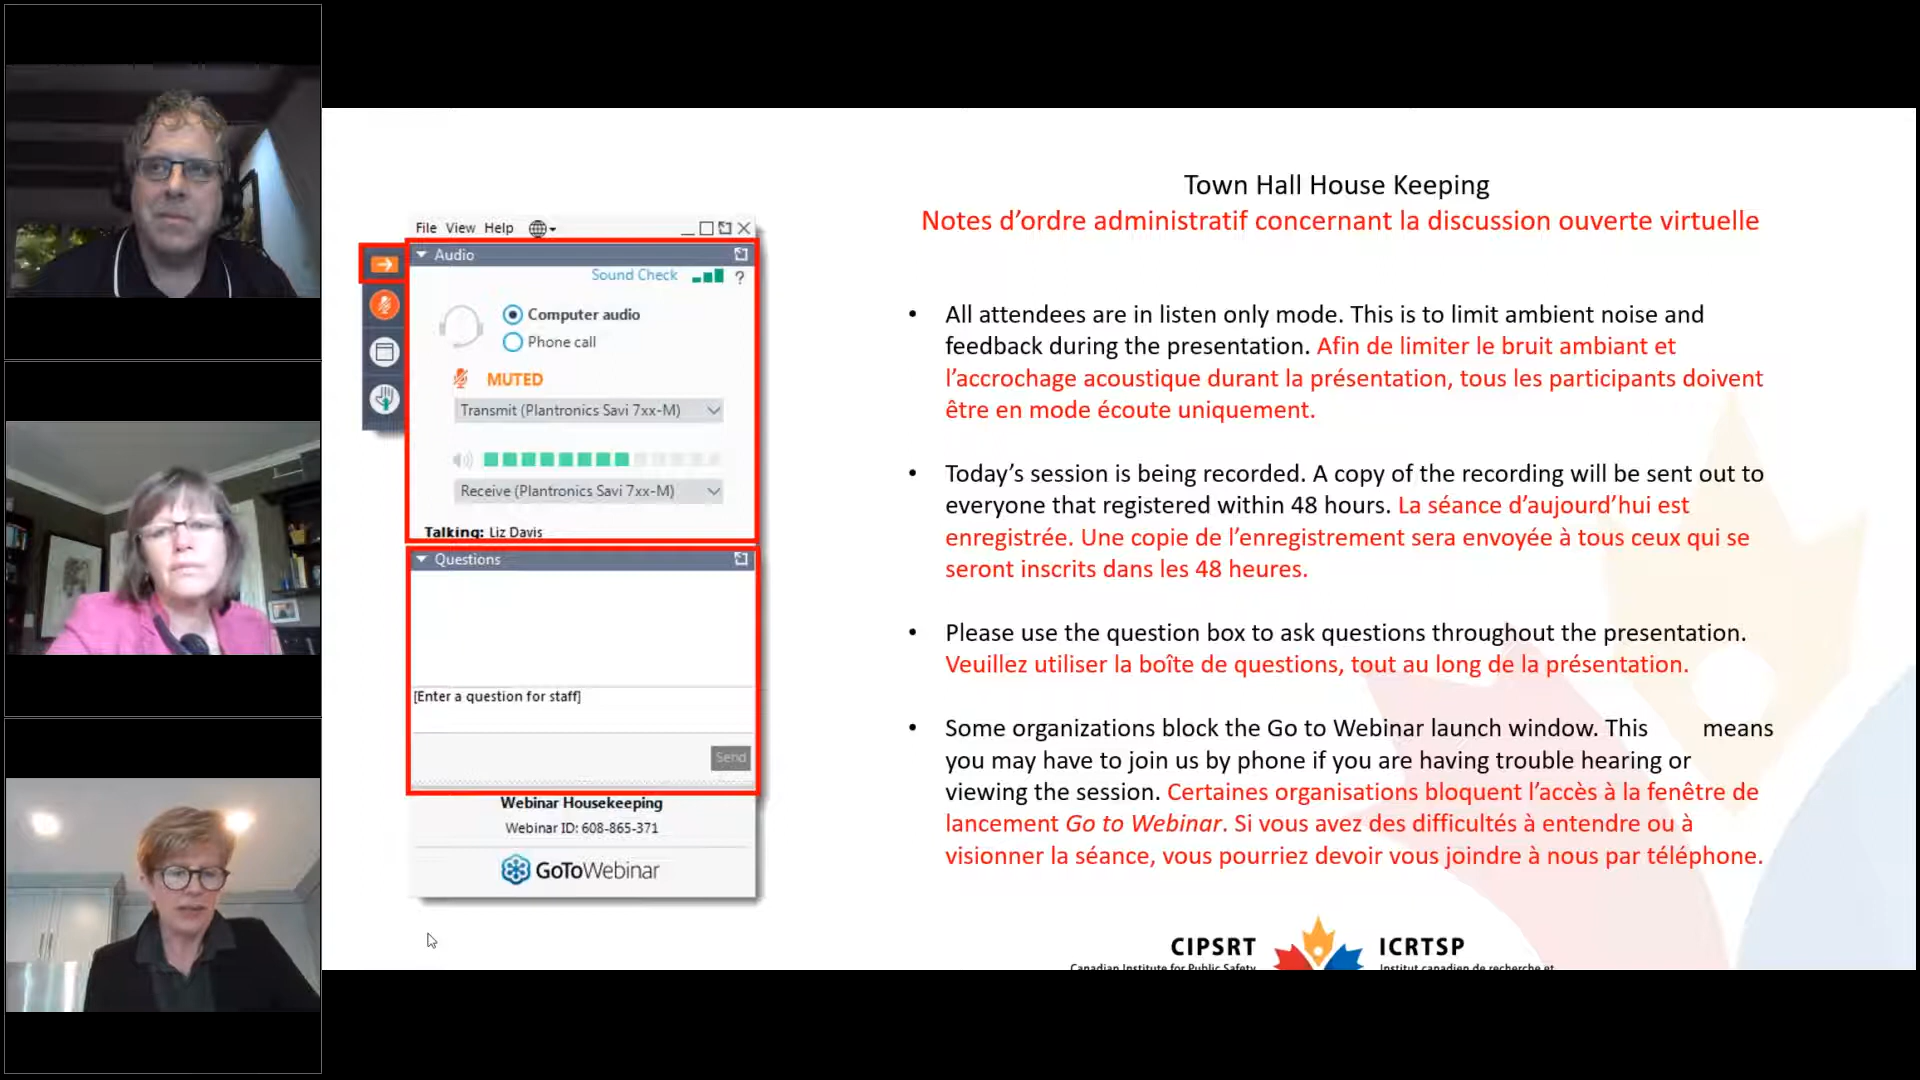 File View Help
Audio
Sound Check
?
Computer audio
Phone call
MUTED
Transmit (Plantronics Savi 7xx-M)
Receive (Plantronics Savi 7xx-M)
Talking: Liz Davis
Questions
[Enter a question for staff]
Send
Webinar Housekeeping
Webinar ID: 608-865-371
GoToWebinar
Town Hall House Keeping
Notes d’ordre administratif concernant la discussion ouverte virtuelle
• All attendees are in listen only mode. This is to limit ambient noise and
feedback during the presentation. Afin de limiter le bruit ambiant et
l’accrochage acoustique durant la présentation, tous les participants doivent
être en mode écoute uniquement.
• Today’s session is being recorded. A copy of the recording will be sent out to
everyone that registered within 48 hours. La séance d’aujourd’hui est
enregistrée. Une copie de l’enregistrement sera envoyée à tous ceux qui se
seront inscrits dans les 48 heures.
• Please use the question box to ask questions throughout the presentation.
Veuillez utiliser la boîte de questions, tout au long de la présentation.
• Some organizations block the Go to Webinar launch window. This means
you may have to join us by phone if you are having trouble hearing or
viewing the session. Certaines organisations bloquent l’accès à la fenêtre de
lancement Go to Webinar. Si vous avez des difficultés à entendre ou à
visionner la séance, vous pourriez devoir vous joindre à nous par téléphone.
CIPSRT ICRTSP
Canadian Institute for Public Safety Institut canadien de recherche et